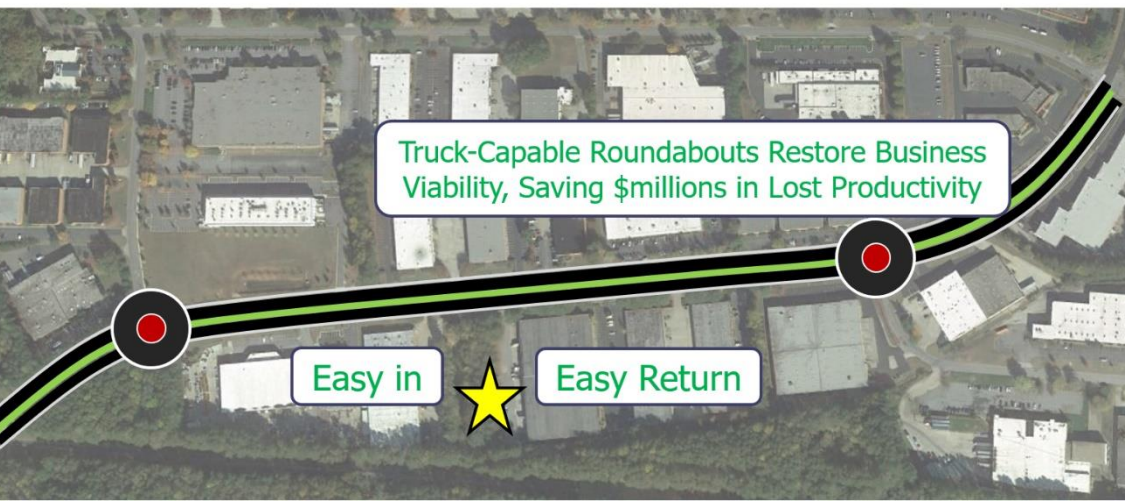 Truck-Capable Roundabouts Restore Business
Viability, Saving $millions in Lost Productivity
Easy in
Easy Return